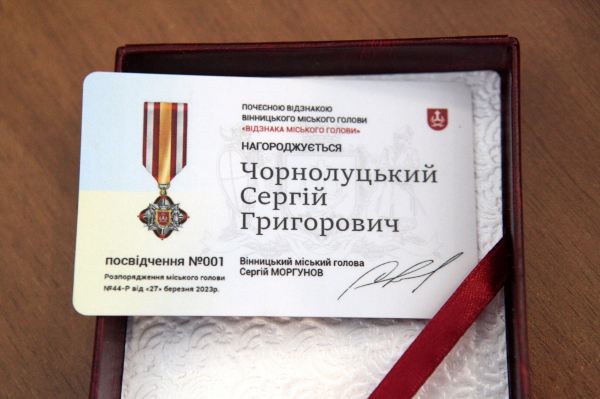 ПОЧЕСНОЮ ВІДЗНАКОЮ
ВІННИЦЬКОГО МІСЬКОГО ГОЛОВИ
«ВІДЗНАКА МІСЬКОГО ГОЛОВИ»
НАГОРОДЖУЄТЬСЯ
Чорнолуцький
Сергій
Григорович
посвідчення №001
Розпорядження міського голови
№44-Р від «27» березня 2023р.
Вінницький міський голова
Сергій МОРГУНОВ